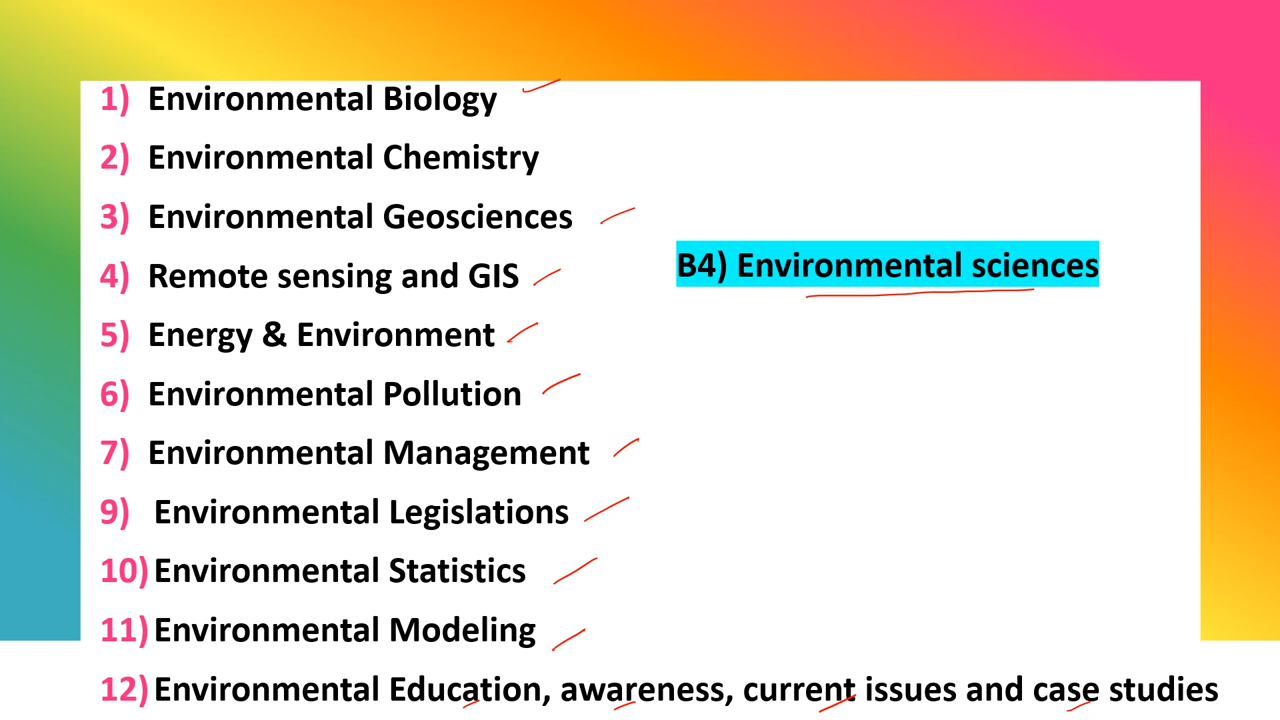 1) Environmental Biology
2) Environmental Chemistry
3) Environmental Geosciences
4) Remote sensing and GIS
5) Energy & Environment
6) Environmental Pollution
7) Environmental Management
9) Environmental Legislations
10) Environmental Statistics
11) Environmental Modeling
12) Environmental Education, awareness, current issues and case studies
B4) Environmental sciences